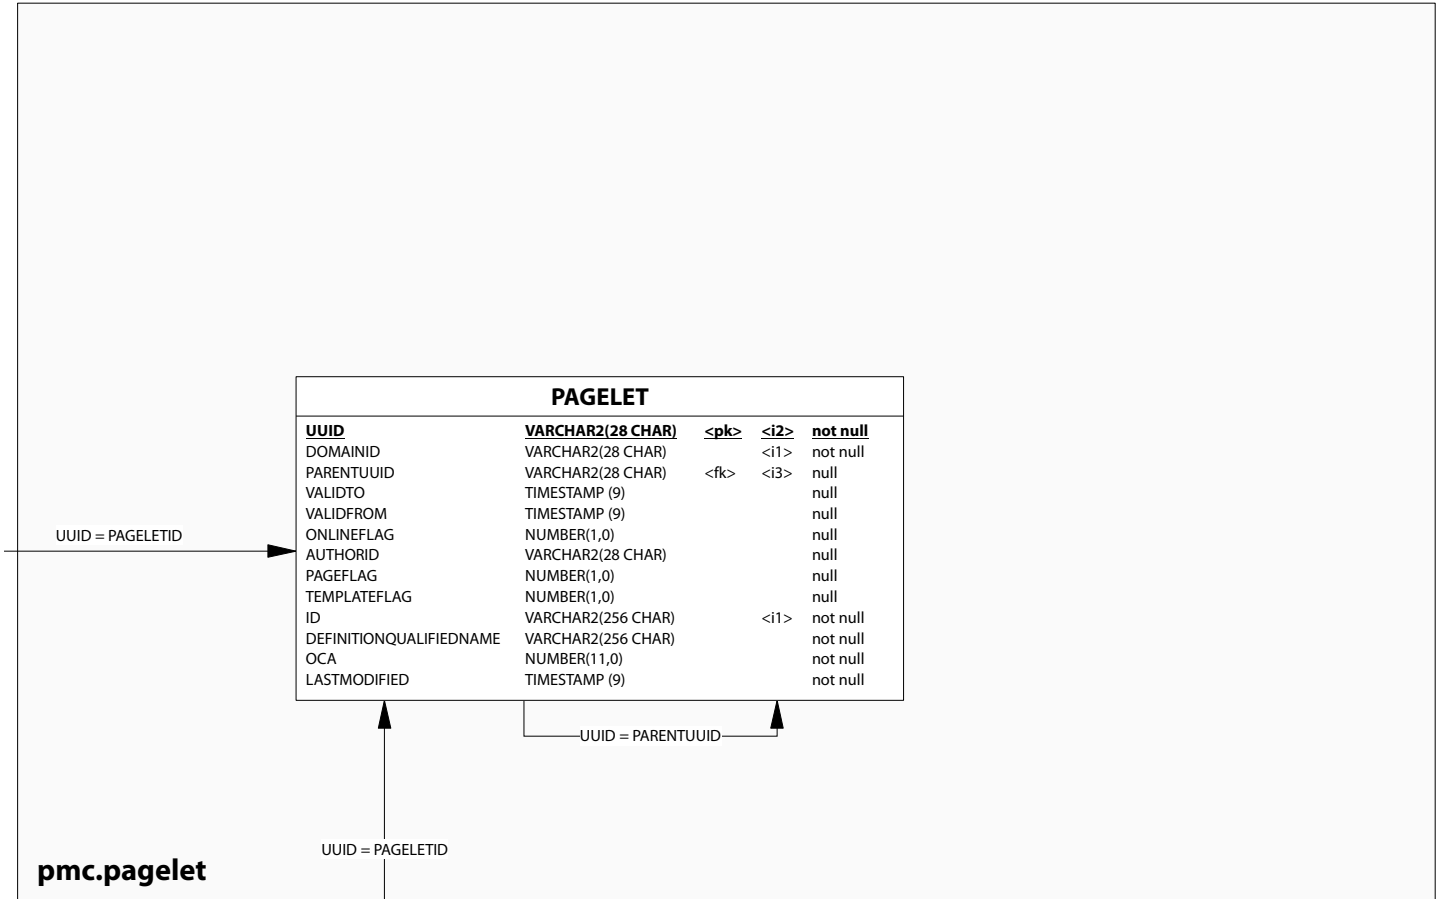 PAGELET
UUID VARCHAR2(28 CHAR) <pk> <i2> not null
DOMAINID VARCHAR2(28 CHAR) <i1> not null
PARENTUUID VARCHAR2(28 CHAR) <fk> <i3> null
VALIDTO TIMESTAMP (9) null
VALIDFROM TIMESTAMP (9) null
ONLINEFLAG NUMBER(1,0) null
AUTHORID VARCHAR2(28 CHAR) null
PAGEFLAG NUMBER(1,0) null
TEMPLATEFLAG NUMBER(1,0) null
ID VARCHAR2(256 CHAR) <i1> not null
DEFINITIONQUALIFIEDNAME VARCHAR2(256 CHAR) not null
OCA NUMBER(11,0) not null
LASTMODIFIED TIMESTAMP (9) not null
UUID = PAGELETID
UUID = PARENTUUID
UUID = PAGELETID
pmc.pagelet